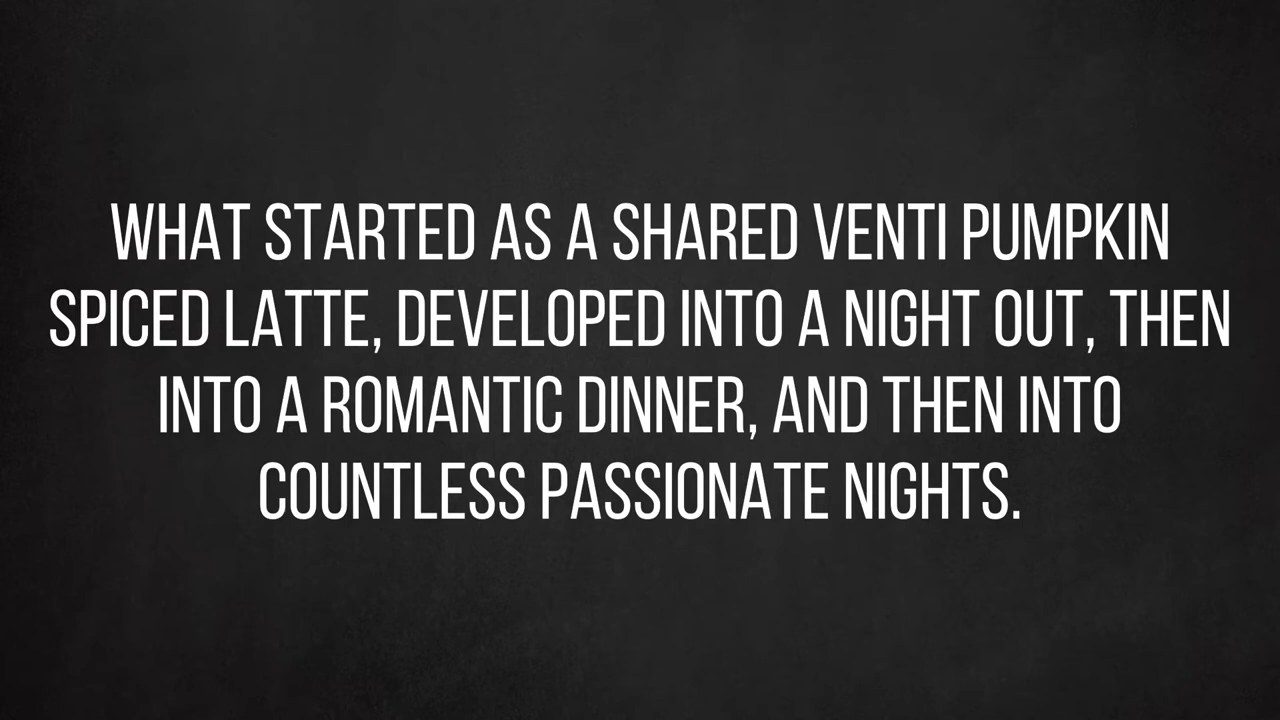 WHAT STARTED AS A SHARED VENTI PUMPKIN
SPICED LATTE, DEVELOPED INTO A NIGHT OUT, THEN
INTO A ROMANTIC DINNER, AND THEN INTO
COUNTLESS PASSIONATE NIGHTS.